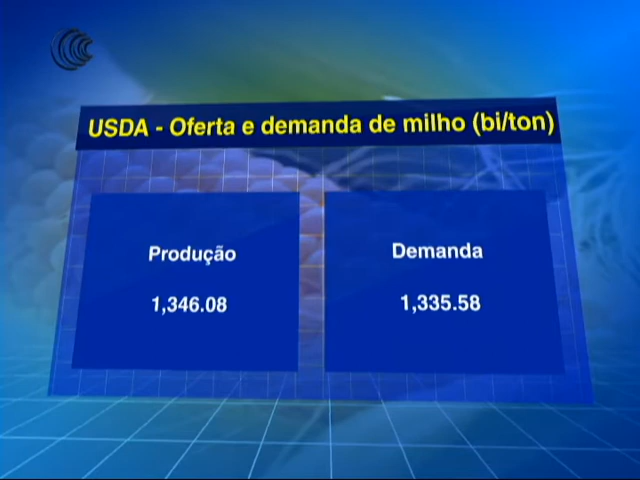 USDA - Oferta e demanda de milho (bi/ton)
Produção
1,346.08
Demanda
1,335.58